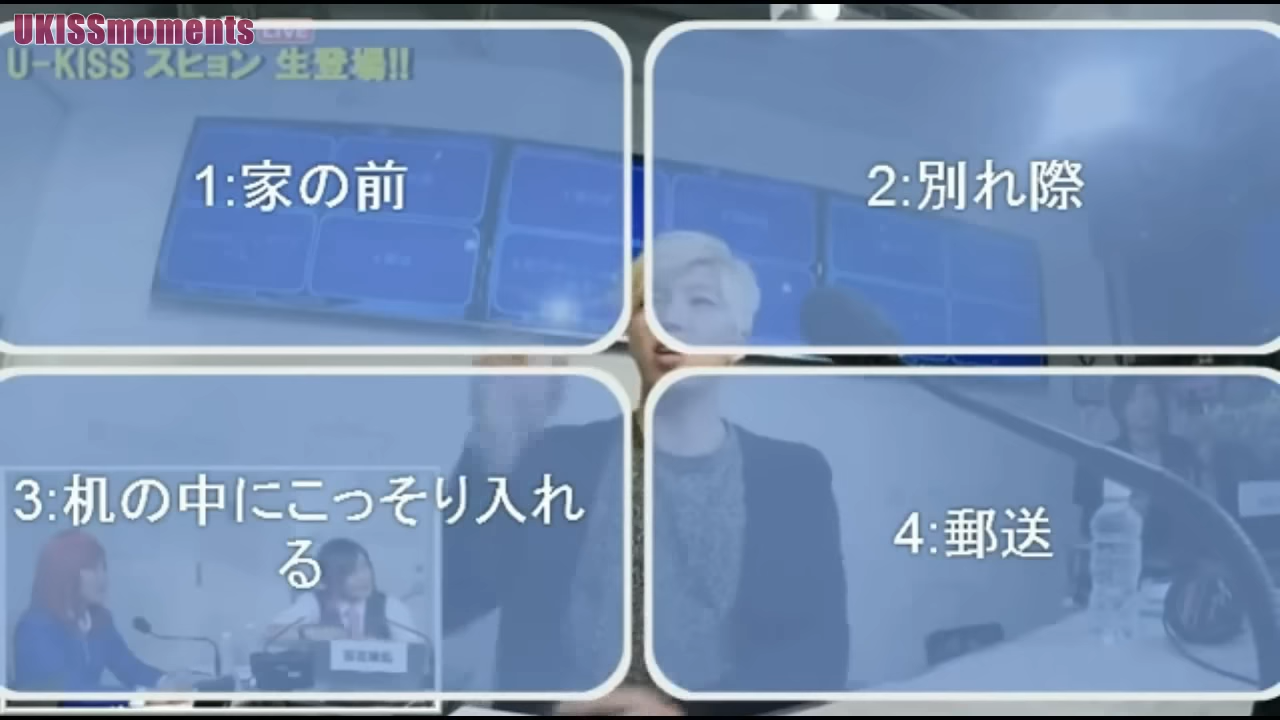 UKISSmoments
LIVE
U-KISS スヒョン 生登場!!
1:家の前
2:別れ際
3:机の中にこっそり入れ
る
4:郵送